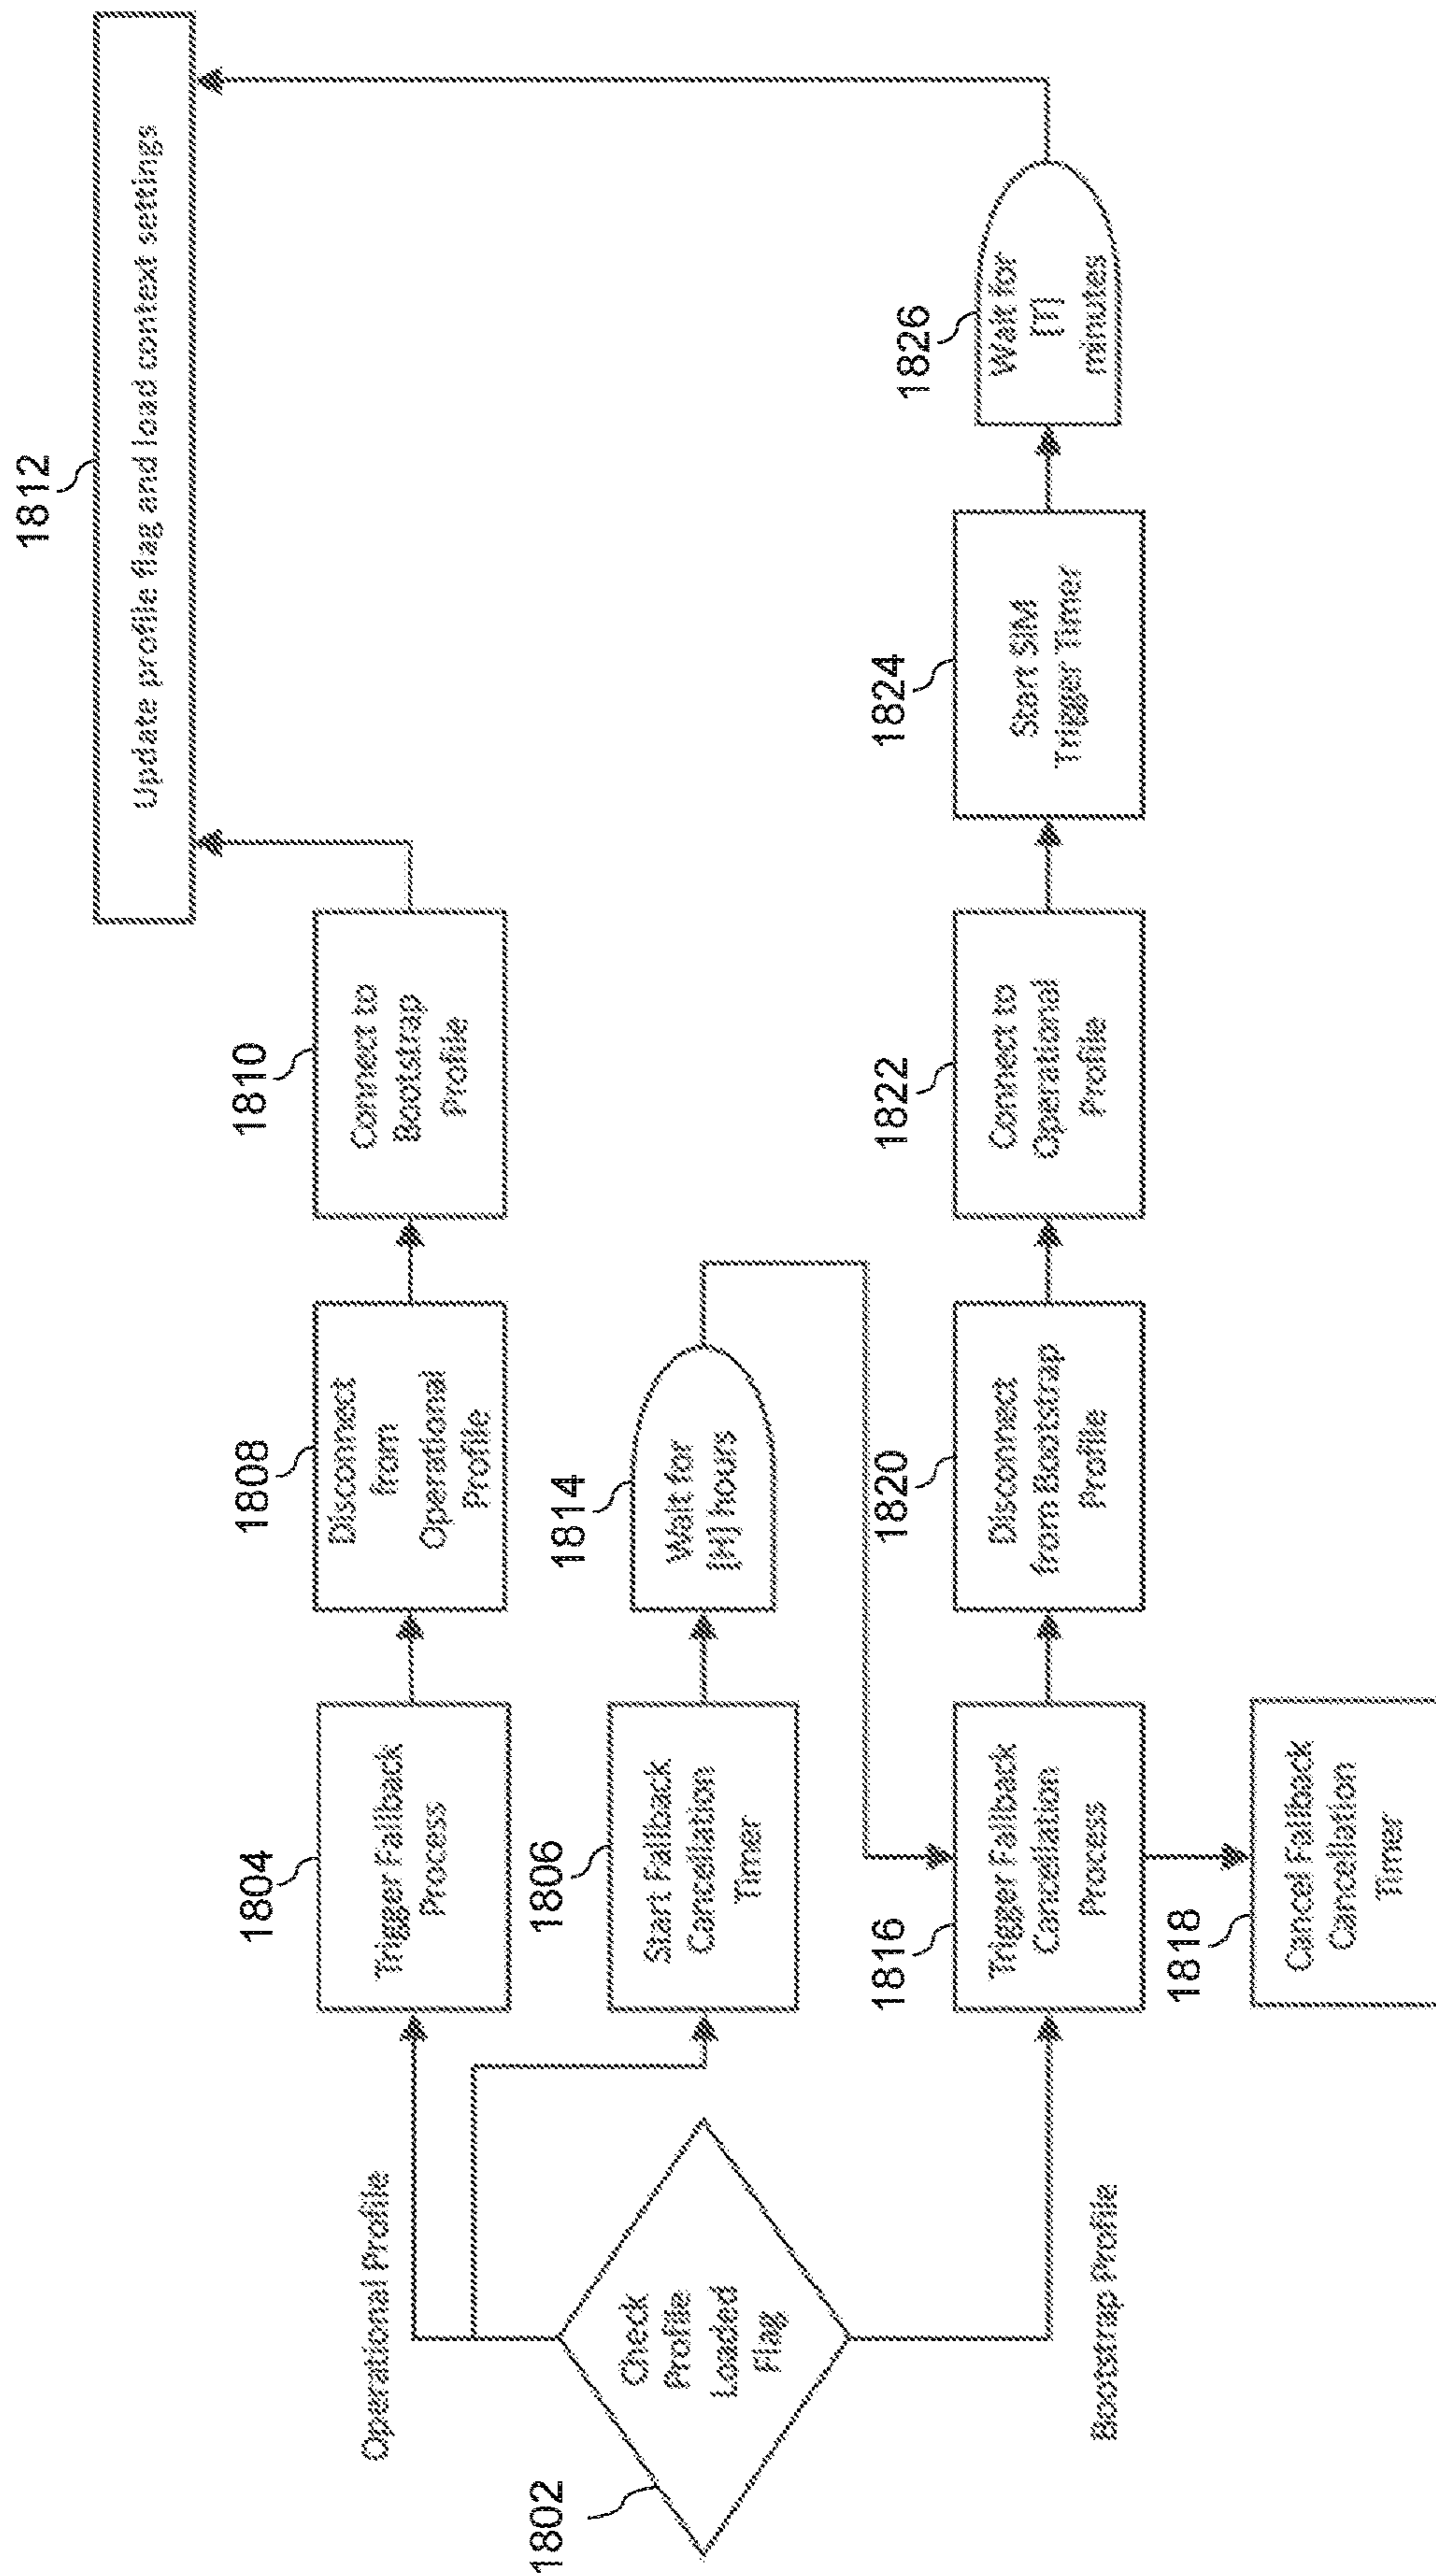 1802
Check
Profile
Loaded
Flag
Operational Profile
Bootstrap Profile
1804
Trigger Fallback
Process
1806
Start Fallback
Cancellation
Timer
1808
Disconnect
from
Operational
Profile
1810
Connect to
Bootstrap
Profile
1812
Update profile flag and load context settings
1814
Wait for
[H] hours
1816
Trigger Fallback
Cancellation
Process
1818
Cancel Fallback
Cancellation
Timer
1820
Disconnect
from Bootstrap
Profile
1822
Connect to
Operational
Profile
1824
Start SIM
Trigger Timer
1826
Wait for
[T]
minutes